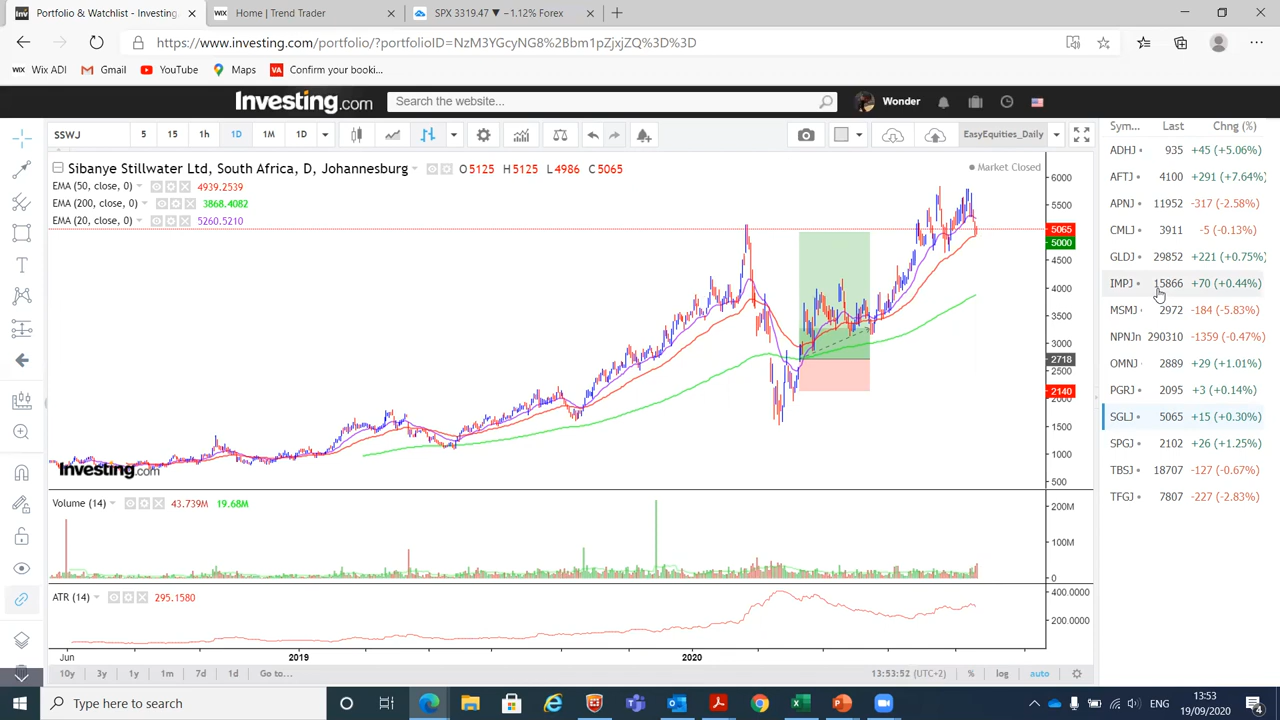 Portfolio & Watchlist - Investing.
WIX Home | Trend Trader
SPX 3319.47 ▼ −1.12% Forex
https://www.investing.com/portfolio/?portfolioID=NzM3YGcyNG8%2Bbm1pZjxjZQ%3D%3D
WIX Wix ADI
Gmail
YouTube
Maps
VA Confirm your booki...
Investing.com
Search the website...
Wonder
SSWJ 5 15 1h 1D 1M 1D
EasyEquities_Daily
Sibanye Stillwater Ltd, South Africa, D, Johannesburg O5125 H5125 L4986 C5065
Market Closed
EMA (50, close, 0) 4939.2539
EMA (200, close, 0) 3868.4082
EMA (20, close, 0) 5260.5210
6000
5500
5065
5000
4500
4000
3500
3000
2718
2500
2140
2000
1500
1000
500
Investing.com
Volume (14) 43.739M 19.68M
200M
100M
0
ATR (14) 295.1580
400.0000
200.0000
Jun 2019 2020
10y 3y 1y 1m 7d 1d Go to...
13:53:52 (UTC+2) % log auto
Sym... Last Chng (%)
ADHJ 935 +45 (+5.06%)
AFTJ 4100 +291 (+7.64%)
APNJ 11952 -317 (-2.58%)
CMLJ 3911 -5 (-0.13%)
GLDJ 29852 +221 (+0.75%)
IMPJ 15866 +70 (+0.44%)
MSMJ 2972 -184 (-5.83%)
NPNJn 290310 -1359 (-0.47%)
OMNJ 2889 +29 (+1.01%)
PGRJ 2095 +3 (+0.14%)
SGLJ 5065 +15 (+0.30%)
SPGJ 2102 +26 (+1.25%)
TBSJ 18707 -127 (-0.67%)
TFGJ 7807 -227 (-2.83%)
Type here to search
ENG
13:53
19/09/2020
4